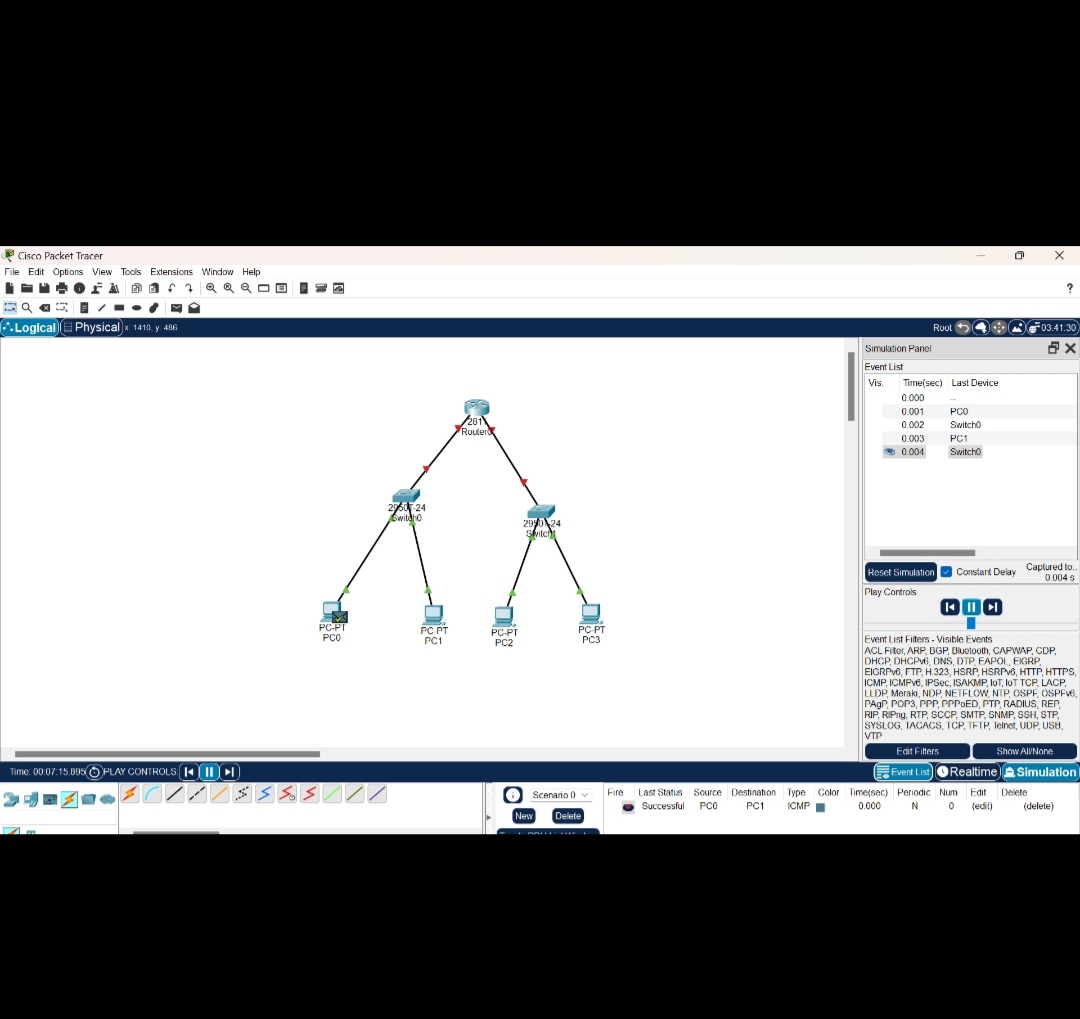 Cisco Packet Tracer
File Edit Options View Tools Extensions Window Help
?
Logical Physical x: 1410, y: 486
Root 03:41:30
Simulation Panel
Event List
Vis. Time(sec) Last Device
0.000 --
0.001 PC0
0.002 Switch0
0.003 PC1
0.004 Switch0
Reset Simulation Constant Delay Captured to:.
0.004 s
Play Controls
Event List Filters - Visible Events
ACL Filter, ARP, BGP, Bluetooth, CAPWAP, CDP,
DHCP, DHCPv6, DNS, DTP, EAPOL, EIGRP,
EIGRPv6, FTP, H.323, HSRP, HSRPv6, HTTP, HTTPS,
ICMP, ICMPv6, IPSec, ISAKMP, IoT, IoT TCP, LACP,
LLDP, Meraki, NDP, NETFLOW, NTP, OSPF, OSPFv6,
PAgP, POP3, PPP, PPPoED, PTP, RADIUS, REP,
RIP, RIPng, RTP, SCCP, SMTP, SNMP, SSH, STP,
SYSLOG, TACACS, TCP, TFTP, Telnet, UDP, USB,
VTP
Edit Filters Show All/None
Event List Realtime Simulation
281
Router0
2950T-24
Switch0
2950T-24
Switch1
PC-PT
PC0
PC-PT
PC1
PC-PT
PC2
PC-PT
PC3
Time: 00:07:15.895 PLAY CONTROLS:
Scenario 0
New Delete
Fire Last Status Source Destination Type Color Time(sec) Periodic Num Edit Delete
Successful PC0 PC1 ICMP 0.000 N 0 (edit) (delete)